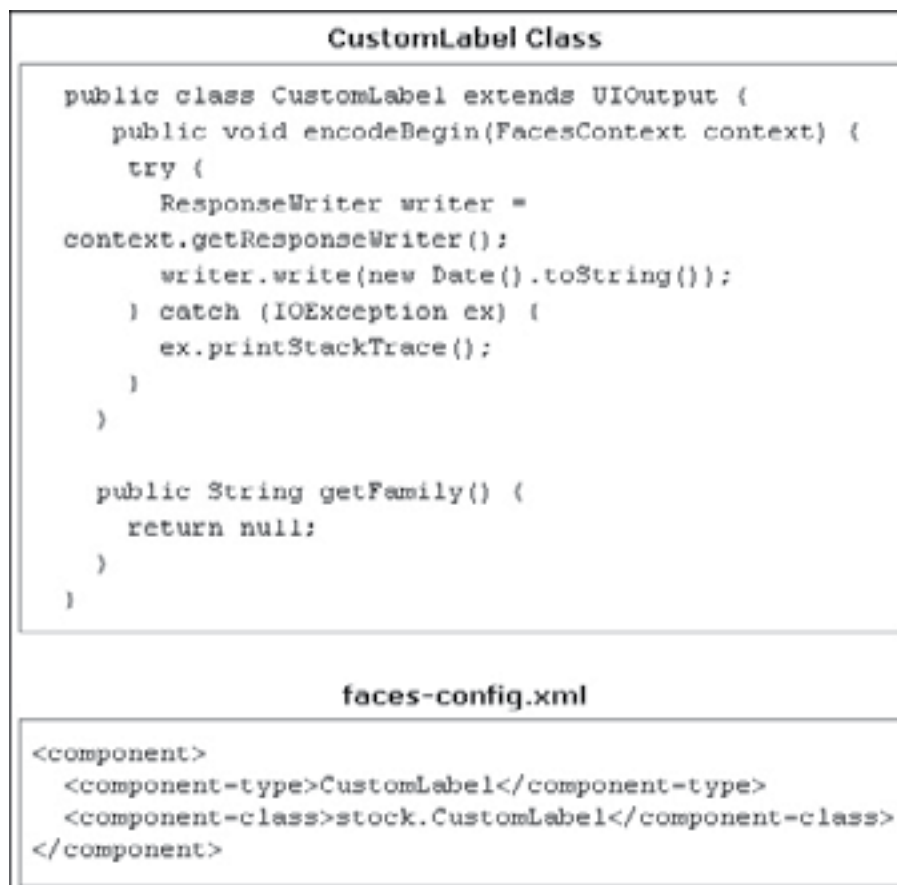 CustomLabel Class
public class CustomLabel extends UIOutput {
public void encodeBegin(FacesContext context) {
try {
ResponseWriter writer =
context.getResponseWriter();
writer.write(new Date().toString());
} catch (IOException ex) {
ex.printStackTrace();
}
}
public String getFamily() {
return null;
}
}
faces-config.xml
<component>
<component-type>CustomLabel</component-type>
<component-class>stock.CustomLabel</component-class>
</component>